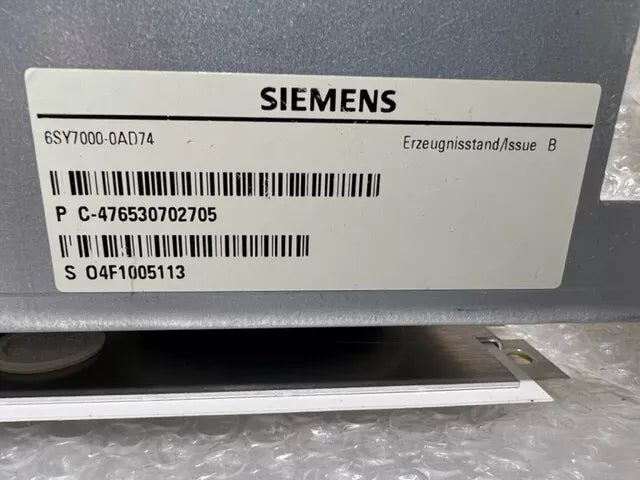 SIEMENS
6SY7000-0AD74
Erzeugnisstand/Issue B
P C-476530702705
S O4F1005113